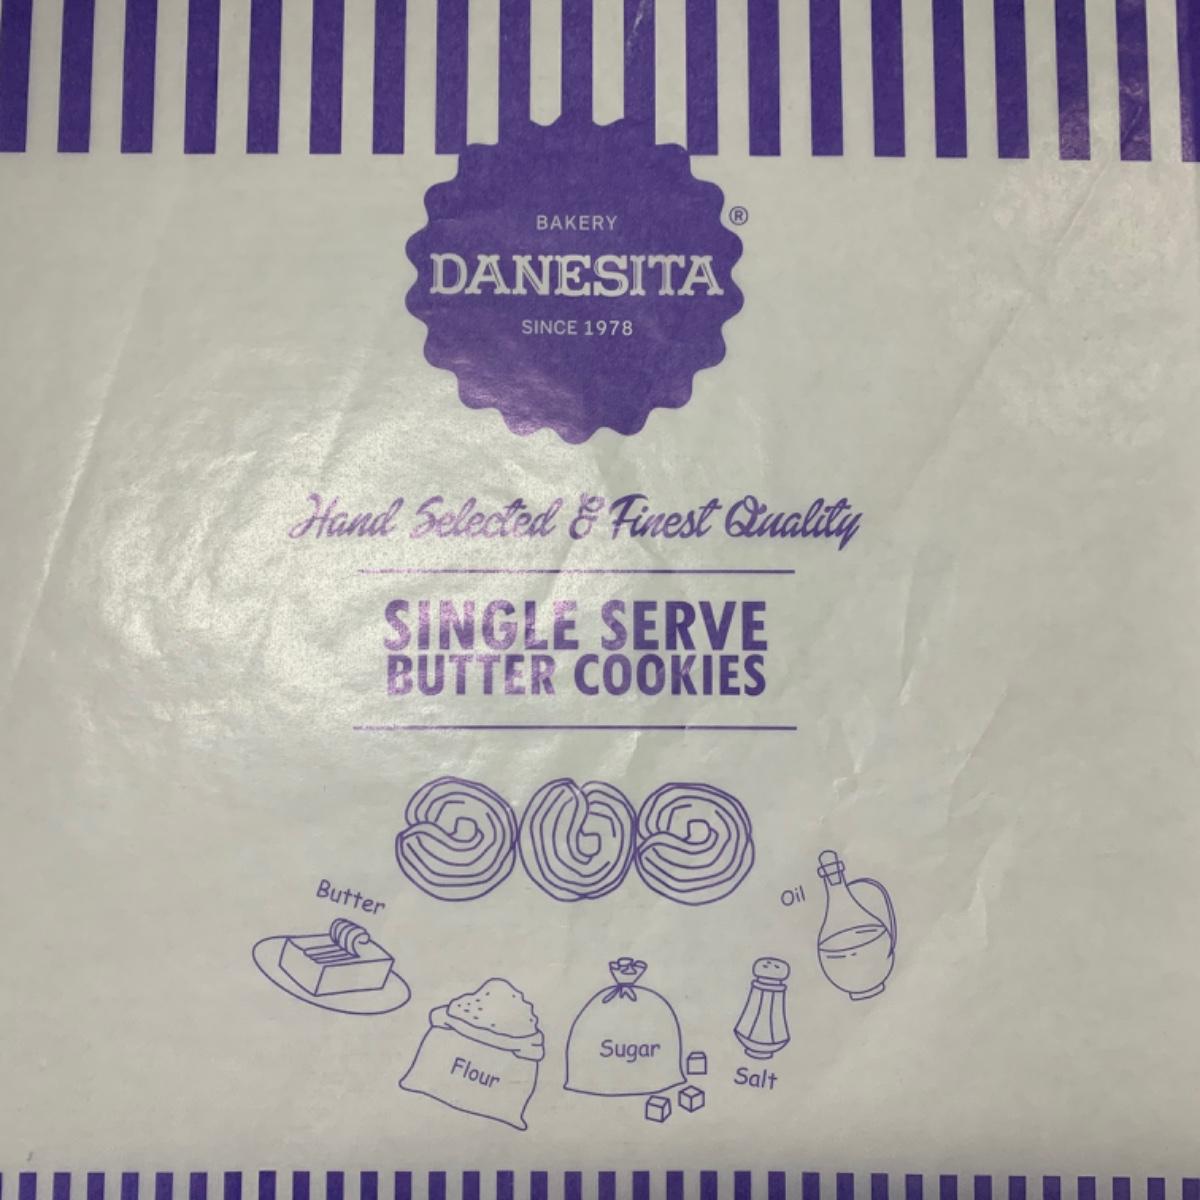 BAKERY
®
DANESITA
SINCE 1978
Hand Selected & Finest Quality
SINGLE SERVE
BUTTER COOKIES
Butter
Oil
Flour
Sugar
Salt